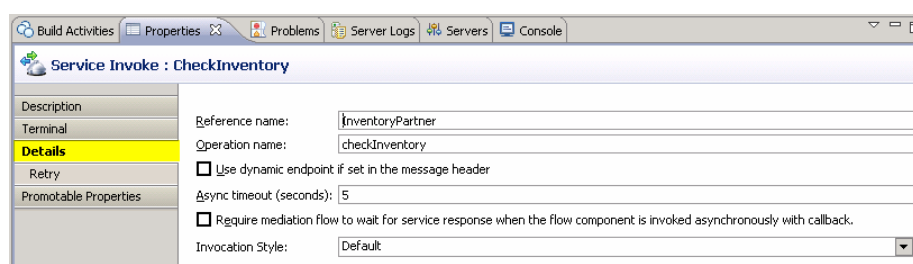 Build Activities Properties Problems Server Logs Servers Console
Service Invoke : CheckInventory
Description
Terminal
Details
Retry
Promotable Properties
Reference name: InventoryPartner
Operation name: checkInventory
Use dynamic endpoint if set in the message header
Async timeout (seconds): 5
Require mediation flow to wait for service response when the flow component is invoked asynchronously with callback.
Invocation Style: Default